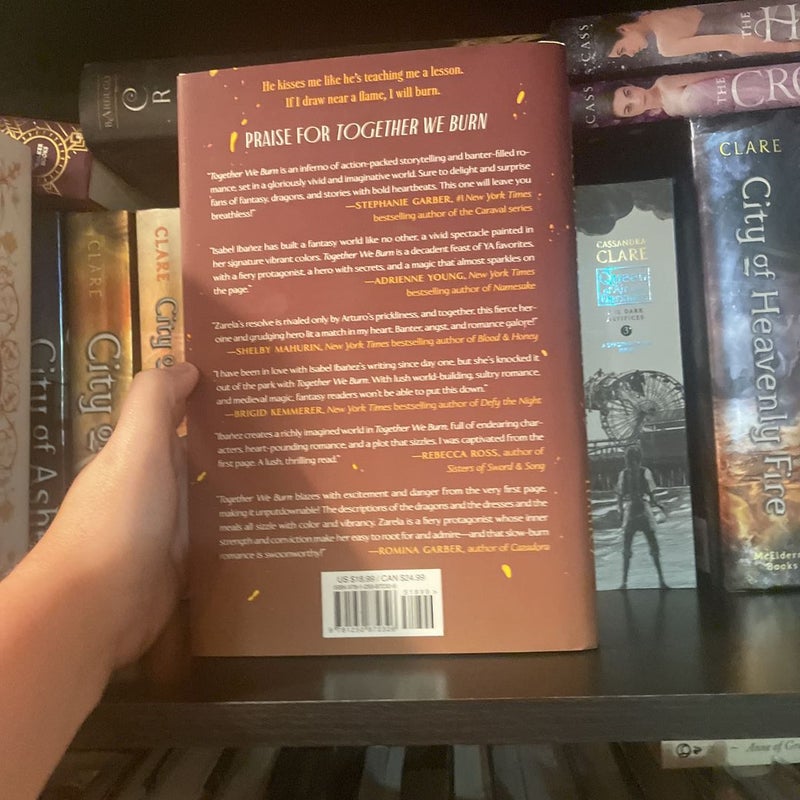 He kisses me like he's teaching me a lesson.
If I draw near a flame, I will burn.
PRAISE FOR TOGETHER WE BURN
"Together We Burn is an inferno of action-packed storytelling and banter-filled ro-
mance, set in a gloriously vivid and imaginative world. Sure to delight and surprise
fans of fantasy, dragons, and stories with bold heartbeats. This one will leave you
breathless!"
—STEPHANIE GARBER, #1 New York Times
bestselling author of the Caraval series
"Isabel Ibañez has built a fantasy world like no other, a vivid spectacle painted in
her signature vibrant colors. Together We Burn is a decadent feast of YA favorites,
with a fiery protagonist, a hero with secrets, and a magic that almost sparkles on
the page."
—ADRIENNE YOUNG, New York Times
bestselling author of Namesake
"Zarela's resolve is rivaled only by Arturo's prickliness, and together, this fierce her-
oine and grudging hero lit a match in my heart. Banter, angst, and romance galore!"
—SHELBY MAHURIN, New York Times bestselling author of Blood & Honey
"I have been in love with Isabel Ibañez's writing since day one, but she's knocked it
out of the park with Together We Burn. With lush world-building, sultry romance,
and medieval magic, fantasy readers won't be able to put this down."
—BRIGID KEMMERER, New York Times bestselling author of Defy the Night
"Ibañez creates a richly imagined world in Together We Burn, full of endearing char-
acters, heart-pounding romance, and a plot that sizzles. I was captivated from the
first page. A lush, thrilling read."
—REBECCA ROSS, author of
Sisters of Sword & Song
"Together We Burn blazes with excitement and danger from the very first page,
making it unputdownable! The descriptions of the dragons and the dresses and the
meals all sizzle with color and vibrancy. Zarela is a fiery protagonist whose inner
strength and conviction make her easy to root for and admire—and that slow-burn
romance is swoonworthy!"
—ROMINA GARBER, author of Cazadora
US $18.99 / CAN $24.99
51899
CASS
THE
CASS
THE CRO
CLARE
City of Heavenly Fire
McElderry
Books
CASSANDRA
CLARE
Queen
of Air
3
CLARE
City
CLARE
City
City of Ash
Anne of